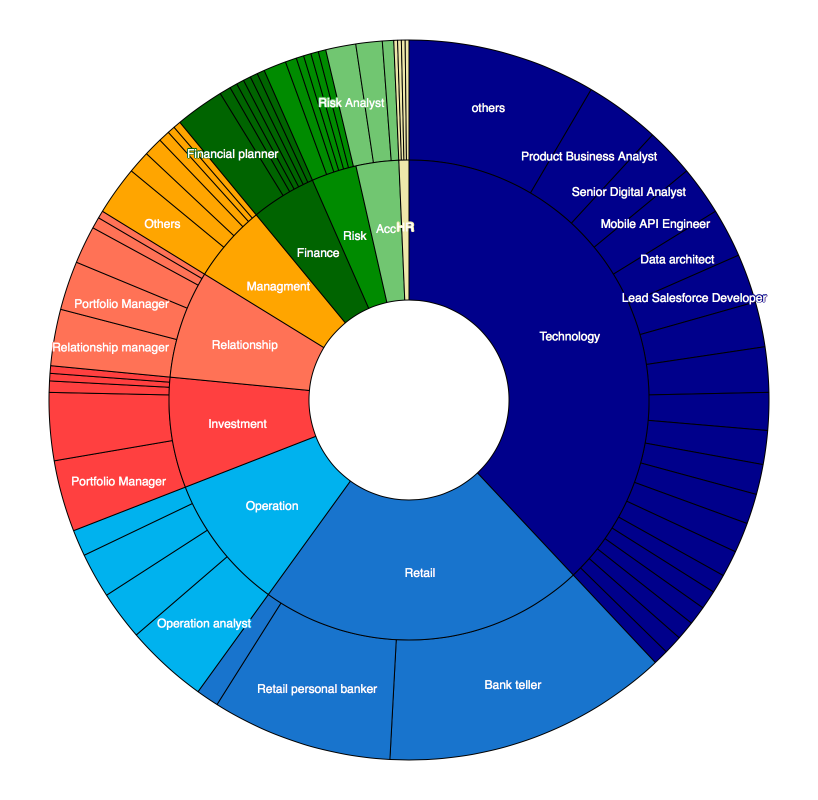 others
Product Business Analyst
Senior Digital Analyst
Mobile API Engineer
Data architect
Lead Salesforce Developer
Technology
Risk Analyst
Financial planner
Others
Portfolio Manager
Relationship manager
Portfolio Manager
Operation analyst
Retail personal banker
Bank teller
Acc
HR
Risk
Finance
Managment
Relationship
Investment
Operation
Retail